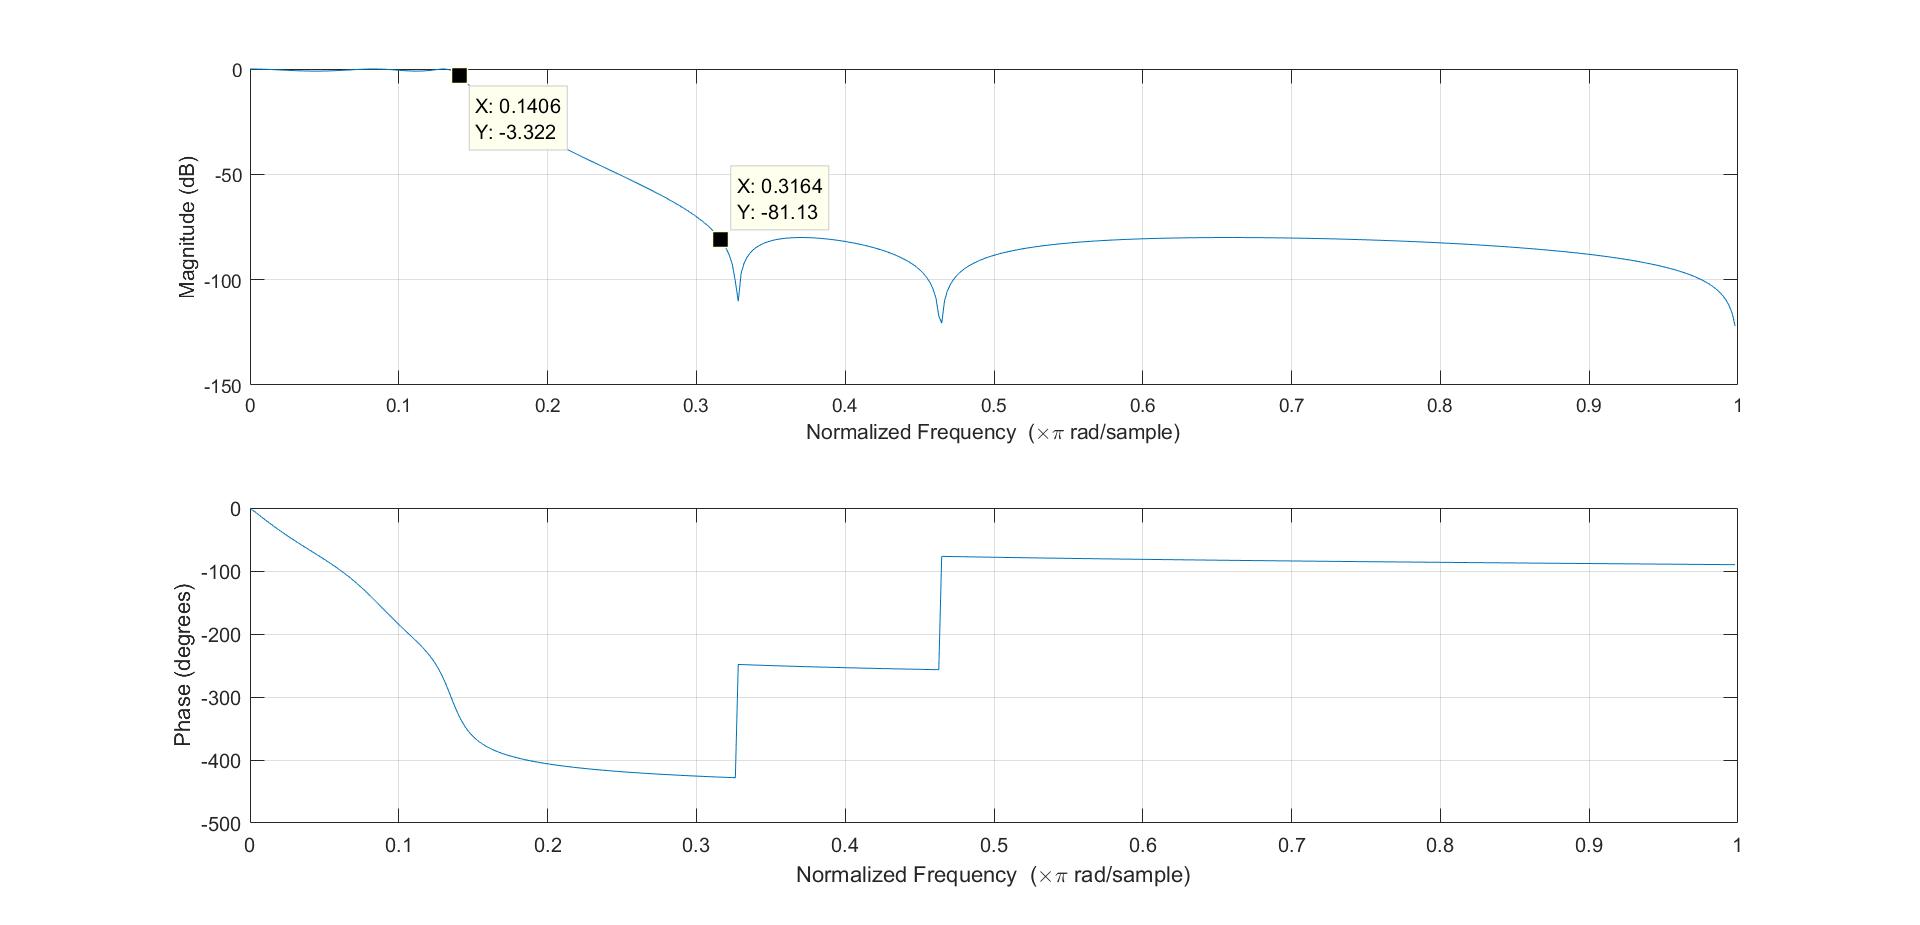 0
-50
-100
-150
Magnitude (dB)
X: 0.1406
Y: -3.322
X: 0.3164
Y: -81.13
0 0.1 0.2 0.3 0.4 0.5 0.6 0.7 0.8 0.9 1
Normalized Frequency (×π rad/sample)
0
-100
-200
-300
-400
-500
Phase (degrees)
0 0.1 0.2 0.3 0.4 0.5 0.6 0.7 0.8 0.9 1
Normalized Frequency (×π rad/sample)